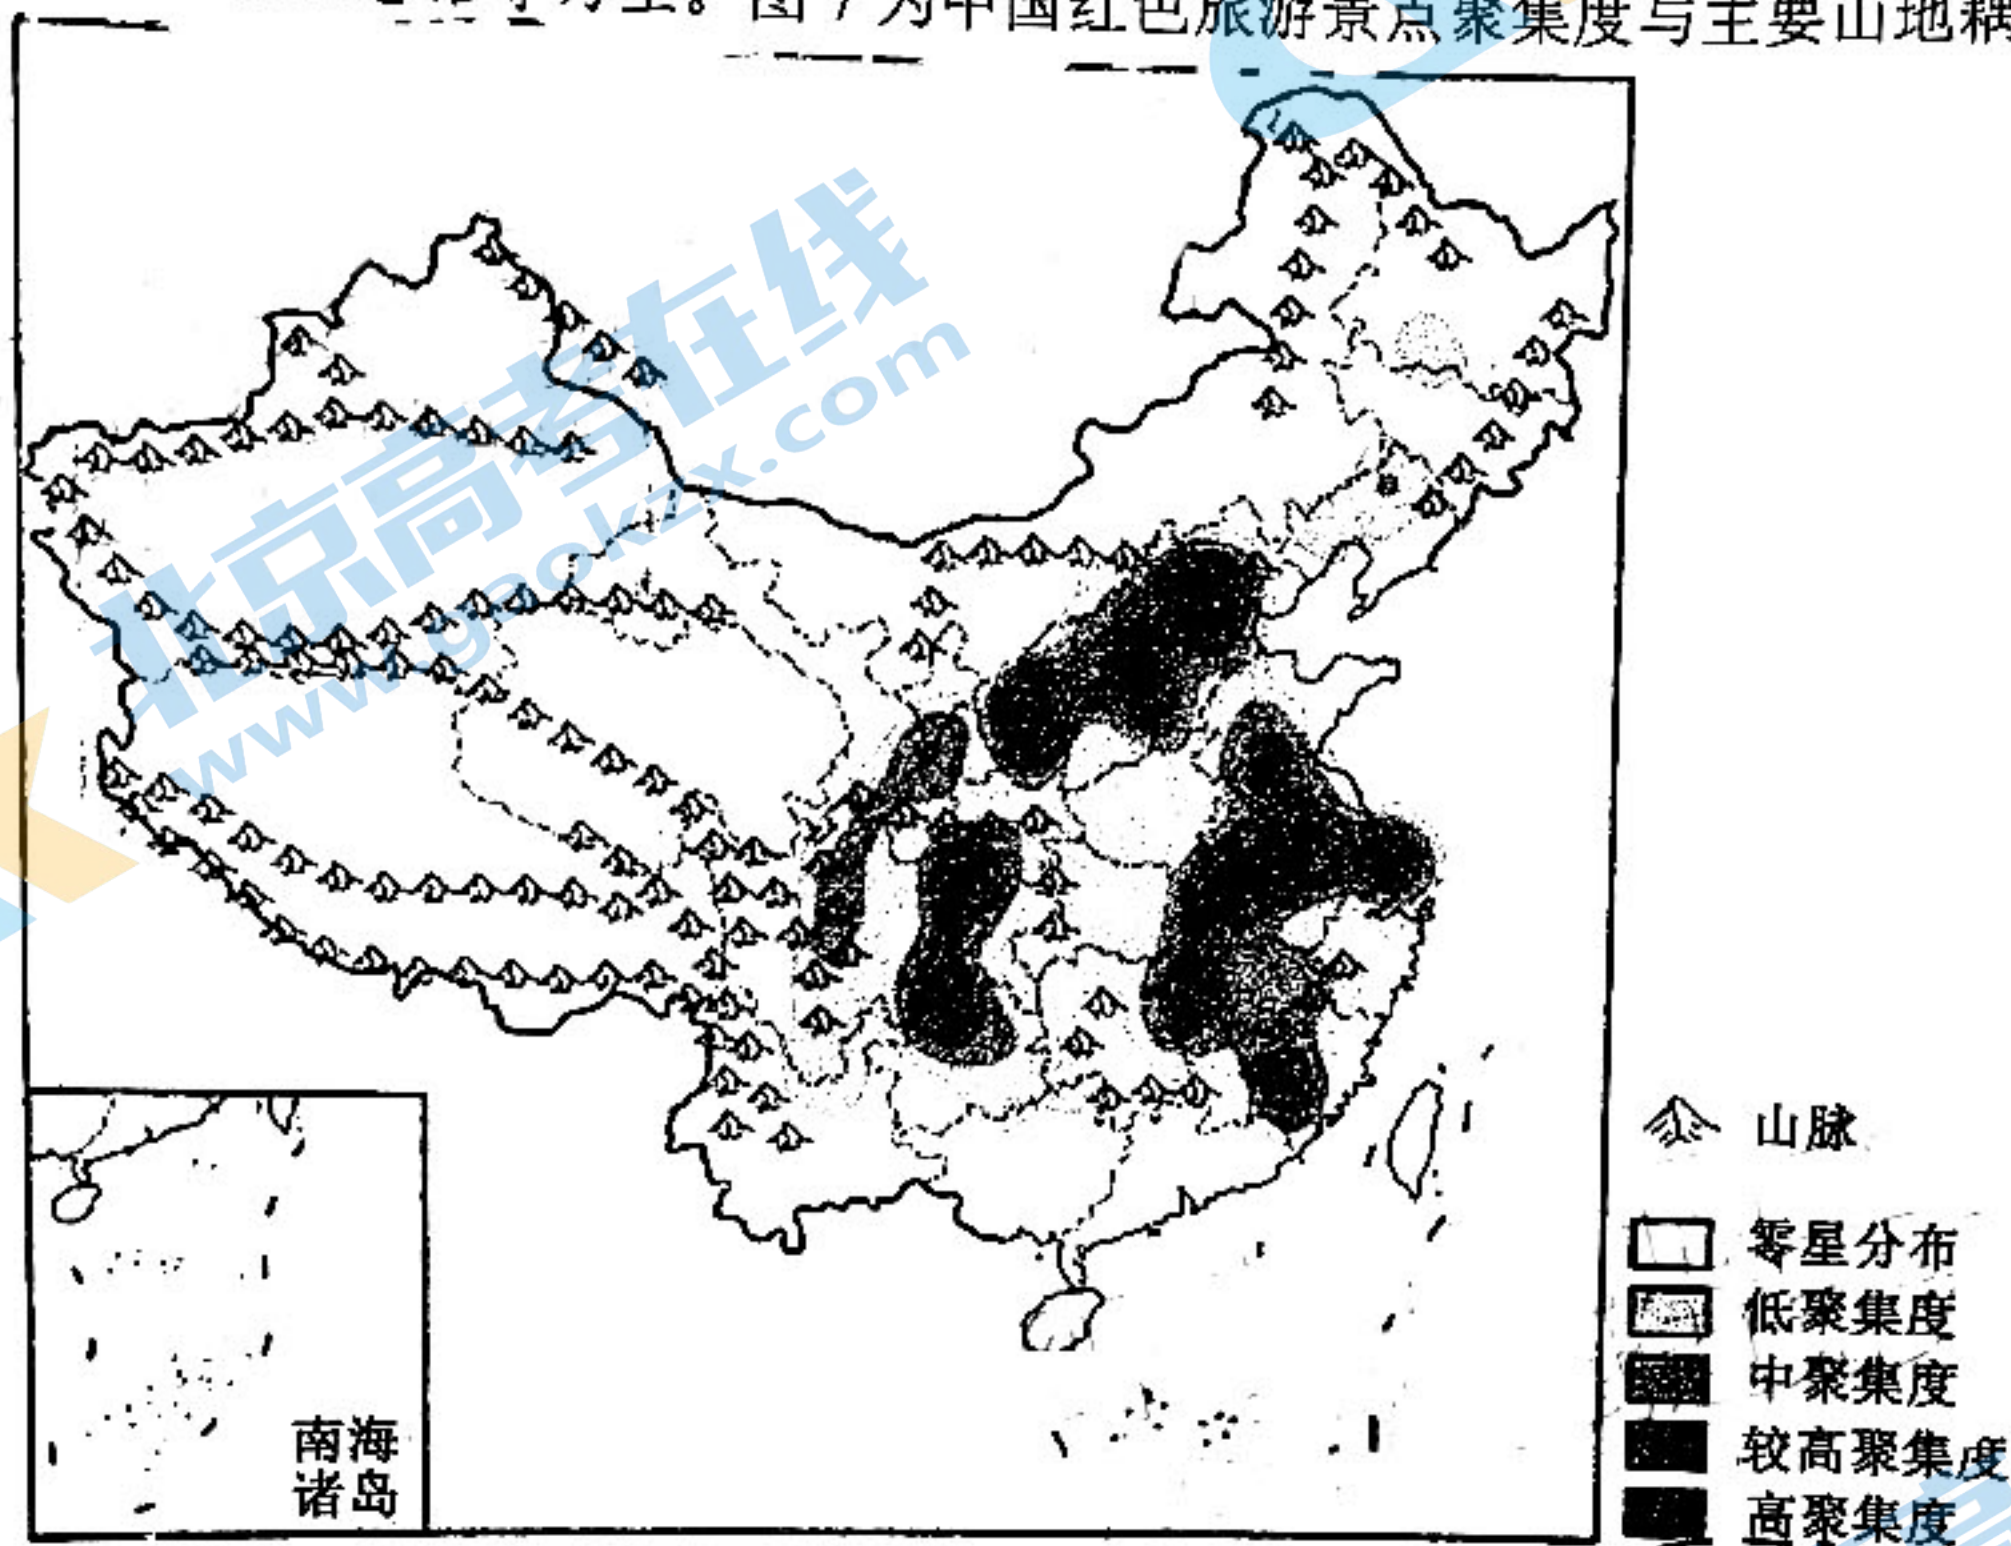 图7为中国红色旅游景点聚集度与主要山地耦
北京高考在线
www.gaokzx.com
山脉
零星分布
低聚集度
中聚集度
较高聚集度
高聚集度
南海
诸岛